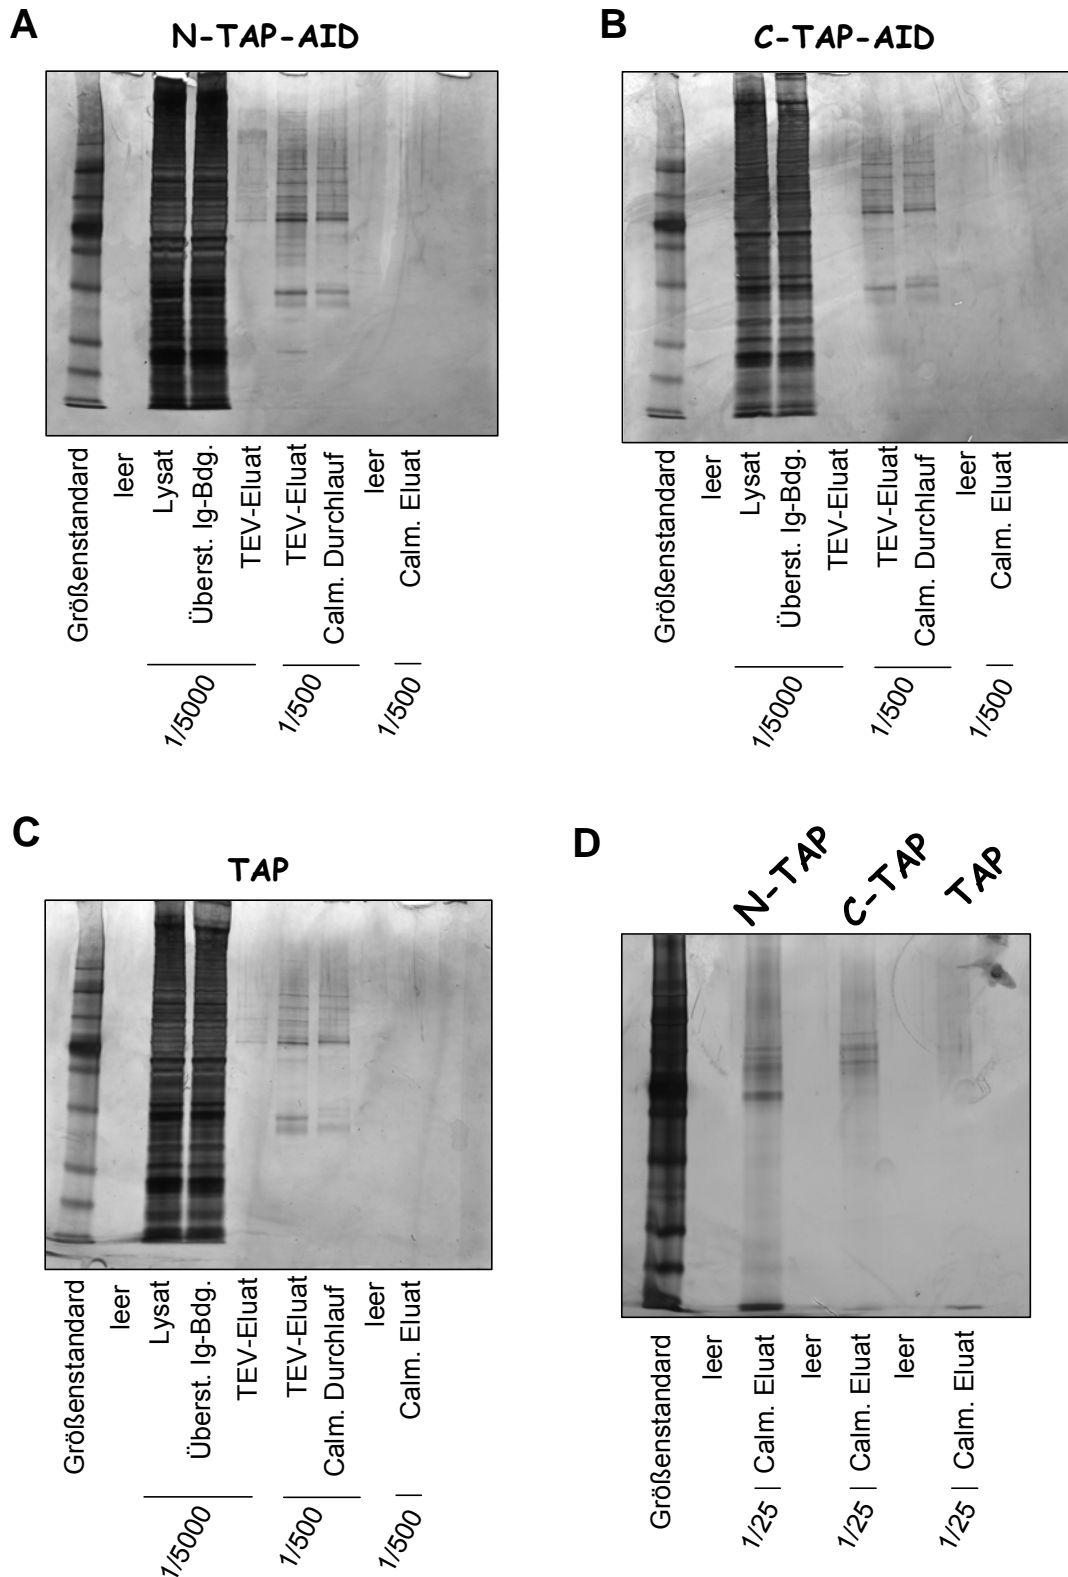 A
N-TAP-AID
Größenstandard
leer
Lysat
Überst. Ig-Bdg.
TEV-Eluat
TEV-Eluat
Calm. Durchlauf
leer
Calm. Eluat
1/5000
1/500
1/500
B
C-TAP-AID
Größenstandard
leer
Lysat
Überst. Ig-Bdg.
TEV-Eluat
TEV-Eluat
Calm. Durchlauf
leer
Calm. Eluat
1/5000
1/500
1/500
C
TAP
Größenstandard
leer
Lysat
Überst. Ig-Bdg.
TEV-Eluat
TEV-Eluat
Calm. Durchlauf
leer
Calm. Eluat
1/5000
1/500
1/500
D
N-TAP
C-TAP
TAP
Größenstandard
leer
Calm. Eluat
leer
Calm. Eluat
leer
Calm. Eluat
1/25
1/25
1/25